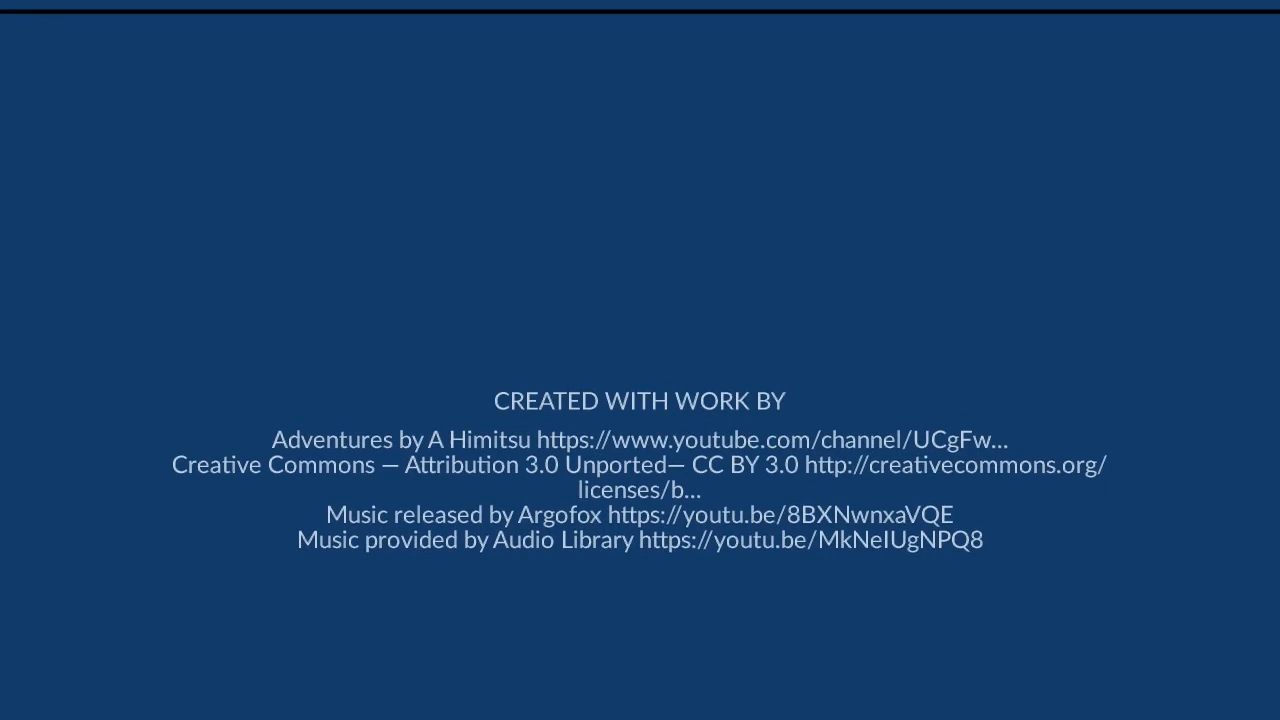 CREATED WITH WORK BY
Adventures by A Himitsu https://www.youtube.com/channel/UCgFw...
Creative Commons — Attribution 3.0 Unported— CC BY 3.0 http://creativecommons.org/
licenses/b...
Music released by Argofox https://youtu.be/8BXNwnxaVQE
Music provided by Audio Library https://youtu.be/MkNeIUgNPQ8